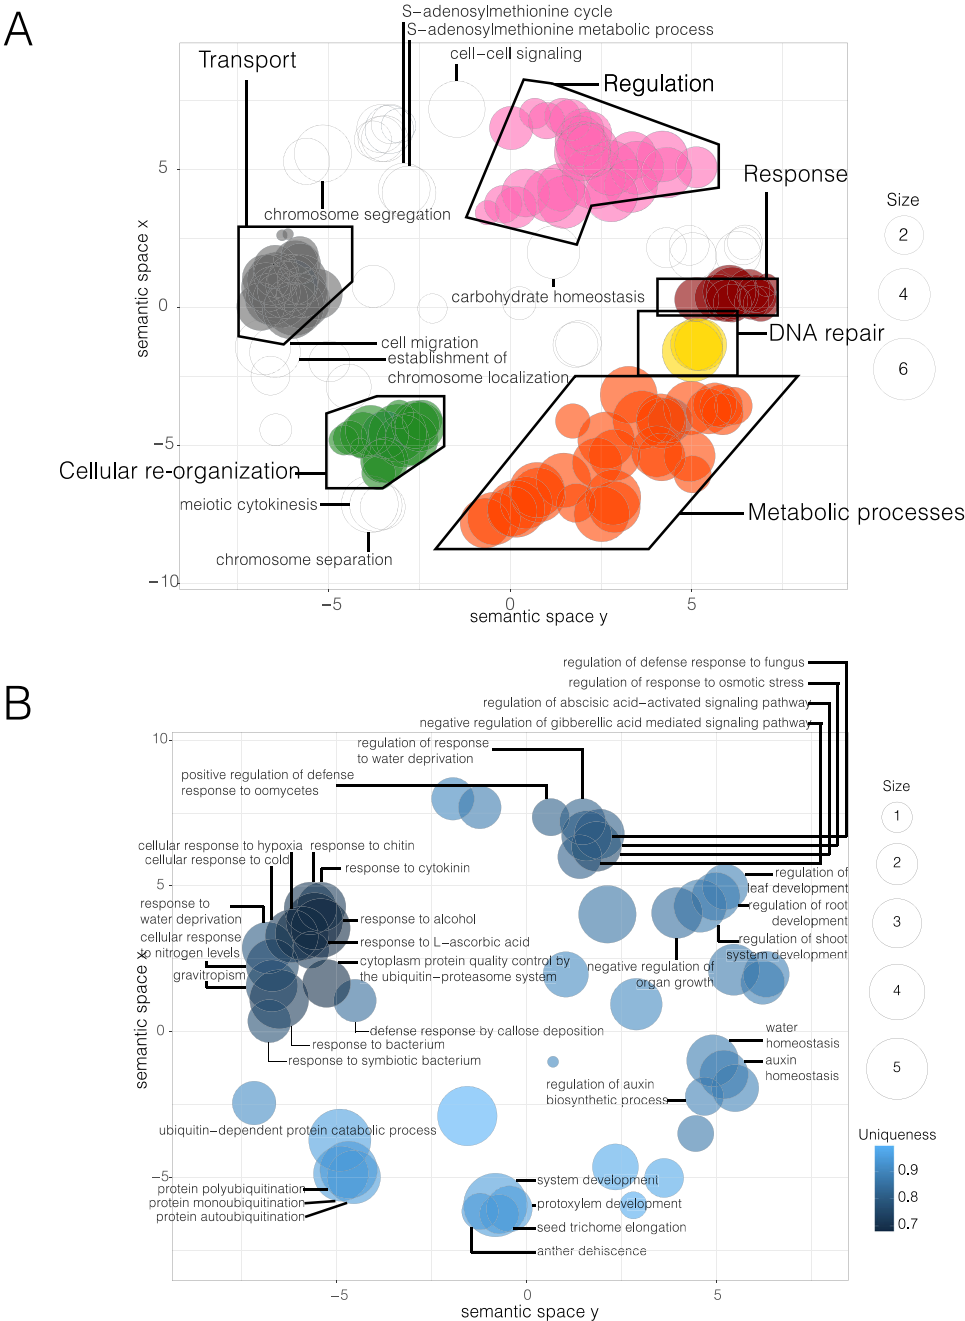 A
S-adenosylmethionine cycle
S-adenosylmethionine metabolic process
cell-cell signaling
Transport
Regulation
Response
Size
2
4
6
chromosome segregation
carbohydrate homeostasis
DNA repair
cell migration
establishment of
chromosome localization
Cellular re-organization
meiotic cytokinesis
chromosome separation
Metabolic processes
semantic space x
5
0
−5
−10
−5
0
5
semantic space y
B
regulation of defense response to fungus
regulation of response to osmotic stress
regulation of abscisic acid−activated signaling pathway
negative regulation of gibberellic acid mediated signaling pathway
regulation of response
to water deprivation
positive regulation of defense
response to oomycetes
cellular response to hypoxia
response to chitin
cellular response to cold
response to cytokinin
response to
water deprivation
response to alcohol
cellular response
to nitrogen levels
response to L−ascorbic acid
gravitropism
cytoplasm protein quality control by
the ubiquitin−proteasome system
defense response by callose deposition
response to bacterium
response to symbiotic bacterium
regulation of
leaf development
regulation of root
development
regulation of shoot
system development
negative regulation of
organ growth
water
homeostasis
auxin
homeostasis
regulation of auxin
biosynthetic process
ubiquitin−dependent protein catabolic process
protein polyubiquitination
protein monoubiquitination
protein autoubiquitination
system development
protoxylem development
seed trichome elongation
anther dehiscence
semantic space x
10
5
0
−5
−5
0
5
semantic space y
Size
1
2
3
4
5
Uniqueness
0.9
0.8
0.7